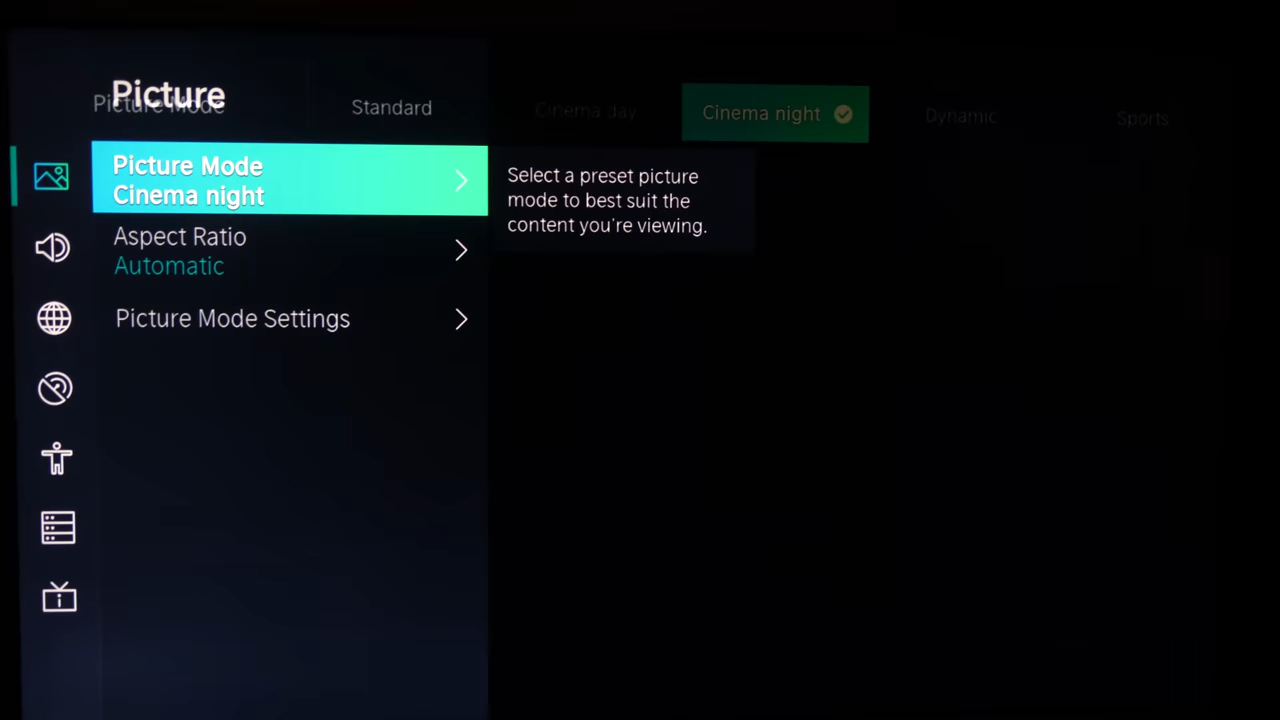 Picture
Picture Mode
Standard
Cinema day
Cinema night
Dynamic
Sports
Picture Mode
Cinema night
Select a preset picture
mode to best suit the
content you're viewing.
Aspect Ratio
Automatic
Picture Mode Settings